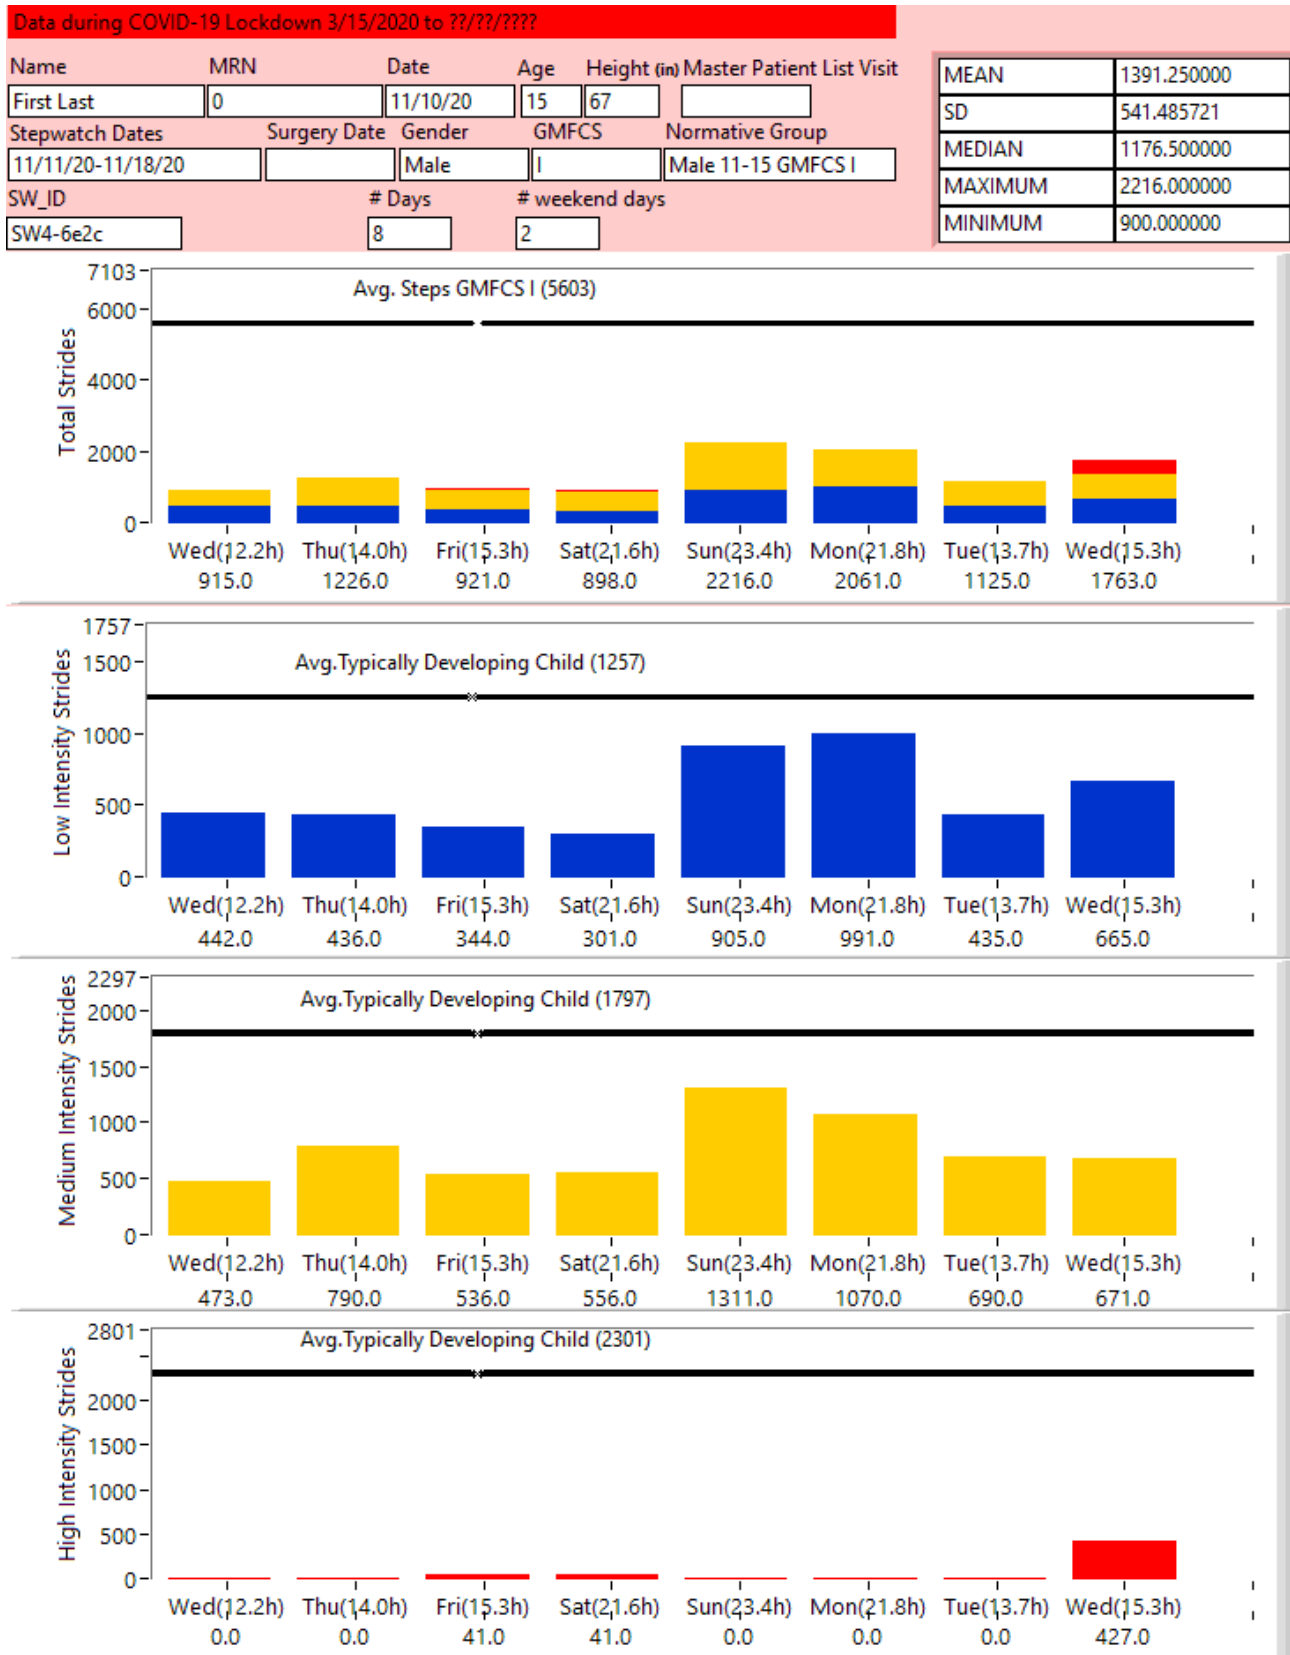 Data during COVID-19 Lockdown 3/15/2020 to ??/??/????
Name MRN Date Age Height (in) Master Patient List Visit
First Last 0 11/10/20 15 67
Stepwatch Dates Surgery Date Gender GMFCS Normative Group
11/11/20-11/18/20 Male I Male 11-15 GMFCS I
SW_ID # Days # weekend days
SW4-6e2c 8 2
MEAN 1391.250000
SD 541.485721
MEDIAN 1176.500000
MAXIMUM 2216.000000
MINIMUM 900.000000
Total Strides
7103
6000
4000
2000
0
Avg. Steps GMFCS I (5603)
Wed(12.2h) Thu(14.0h) Fri(15.3h) Sat(21.6h) Sun(23.4h) Mon(21.8h) Tue(13.7h) Wed(15.3h)
915.0 1226.0 921.0 898.0 2216.0 2061.0 1125.0 1763.0
Low Intensity Strides
1757
1500
1000
500
0
Avg.Typically Developing Child (1257)
Wed(12.2h) Thu(14.0h) Fri(15.3h) Sat(21.6h) Sun(23.4h) Mon(21.8h) Tue(13.7h) Wed(15.3h)
442.0 436.0 344.0 301.0 905.0 991.0 435.0 665.0
Medium Intensity Strides
2297
2000
1500
1000
500
0
Avg.Typically Developing Child (1797)
Wed(12.2h) Thu(14.0h) Fri(15.3h) Sat(21.6h) Sun(23.4h) Mon(21.8h) Tue(13.7h) Wed(15.3h)
473.0 790.0 536.0 556.0 1311.0 1070.0 690.0 671.0
High Intensity Strides
2801
2000
1500
1000
500
0
Avg.Typically Developing Child (2301)
Wed(12.2h) Thu(14.0h) Fri(15.3h) Sat(21.6h) Sun(23.4h) Mon(21.8h) Tue(13.7h) Wed(15.3h)
0.0 0.0 41.0 41.0 0.0 0.0 0.0 427.0